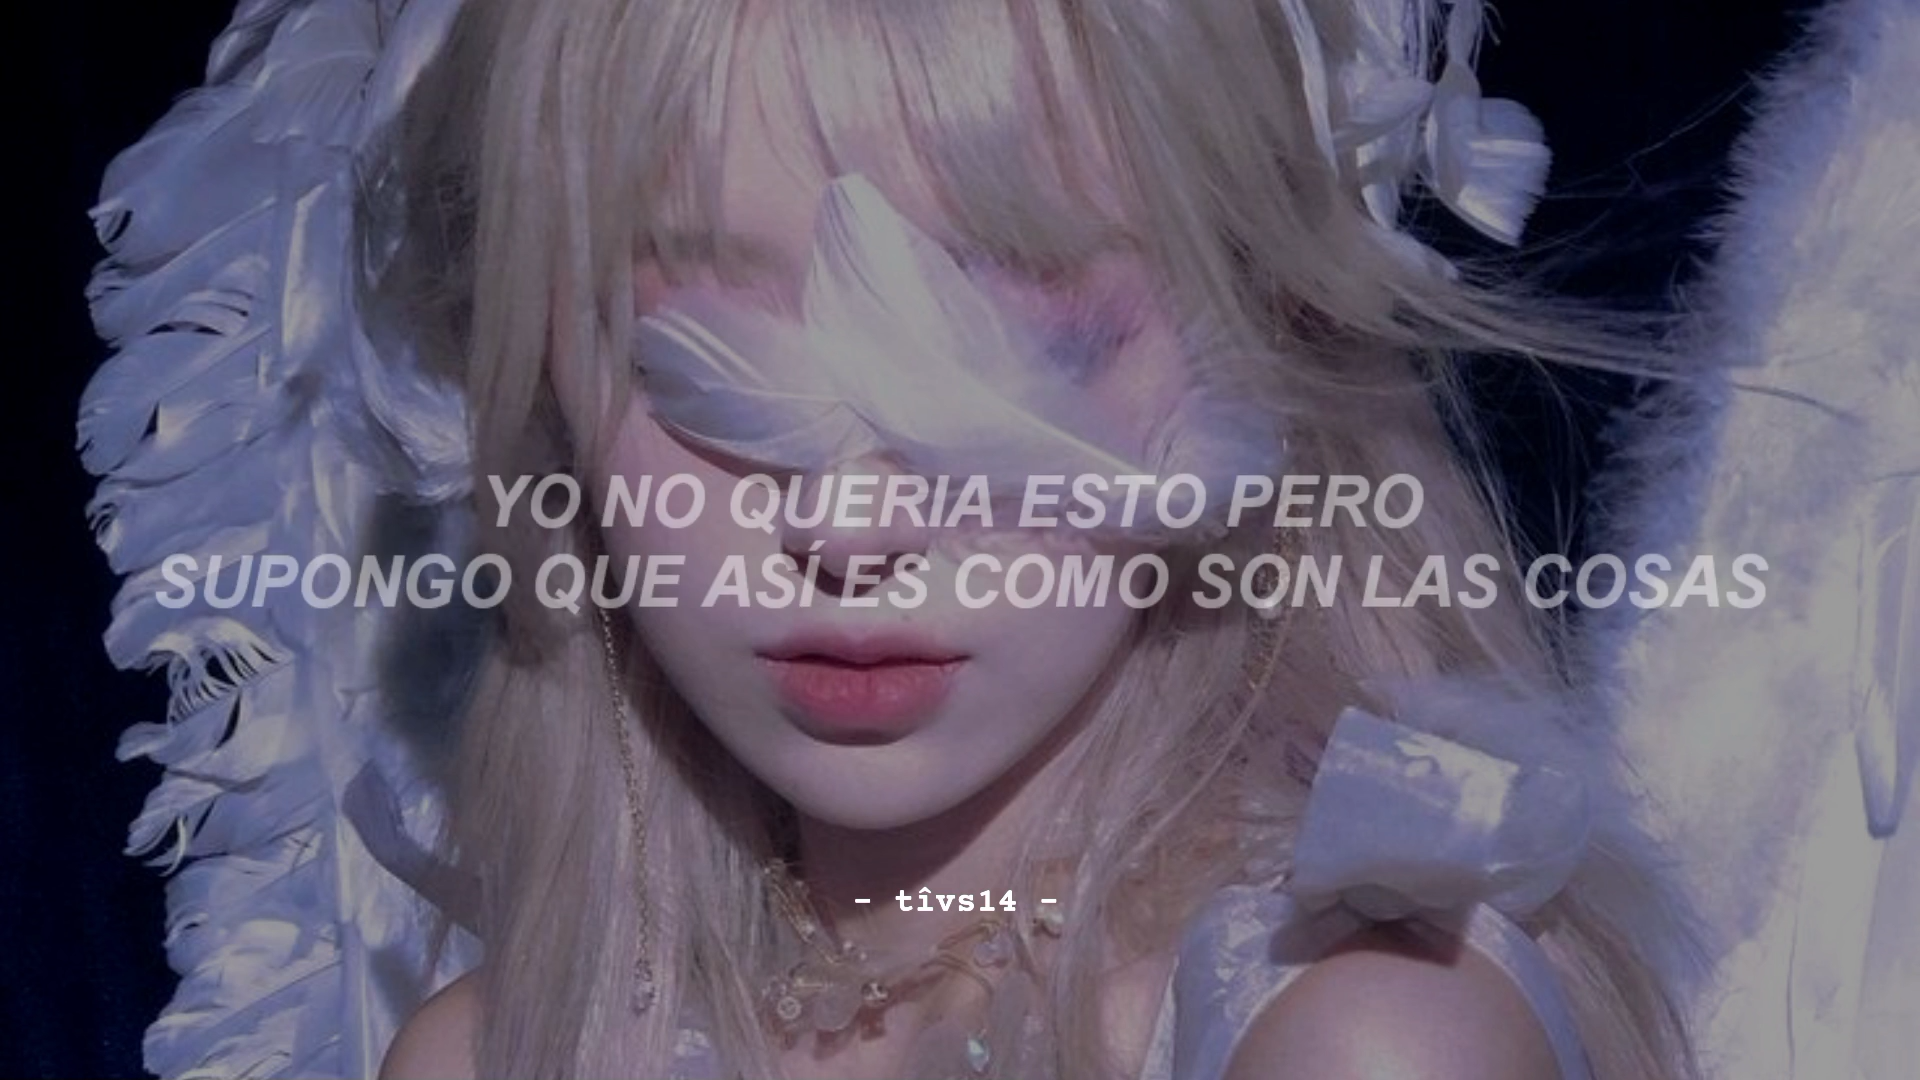 YO NO QUERIA ESTO PERO
SUPONGO QUE ASÍ ES COMO SON LAS COSAS
- tîvs14 -